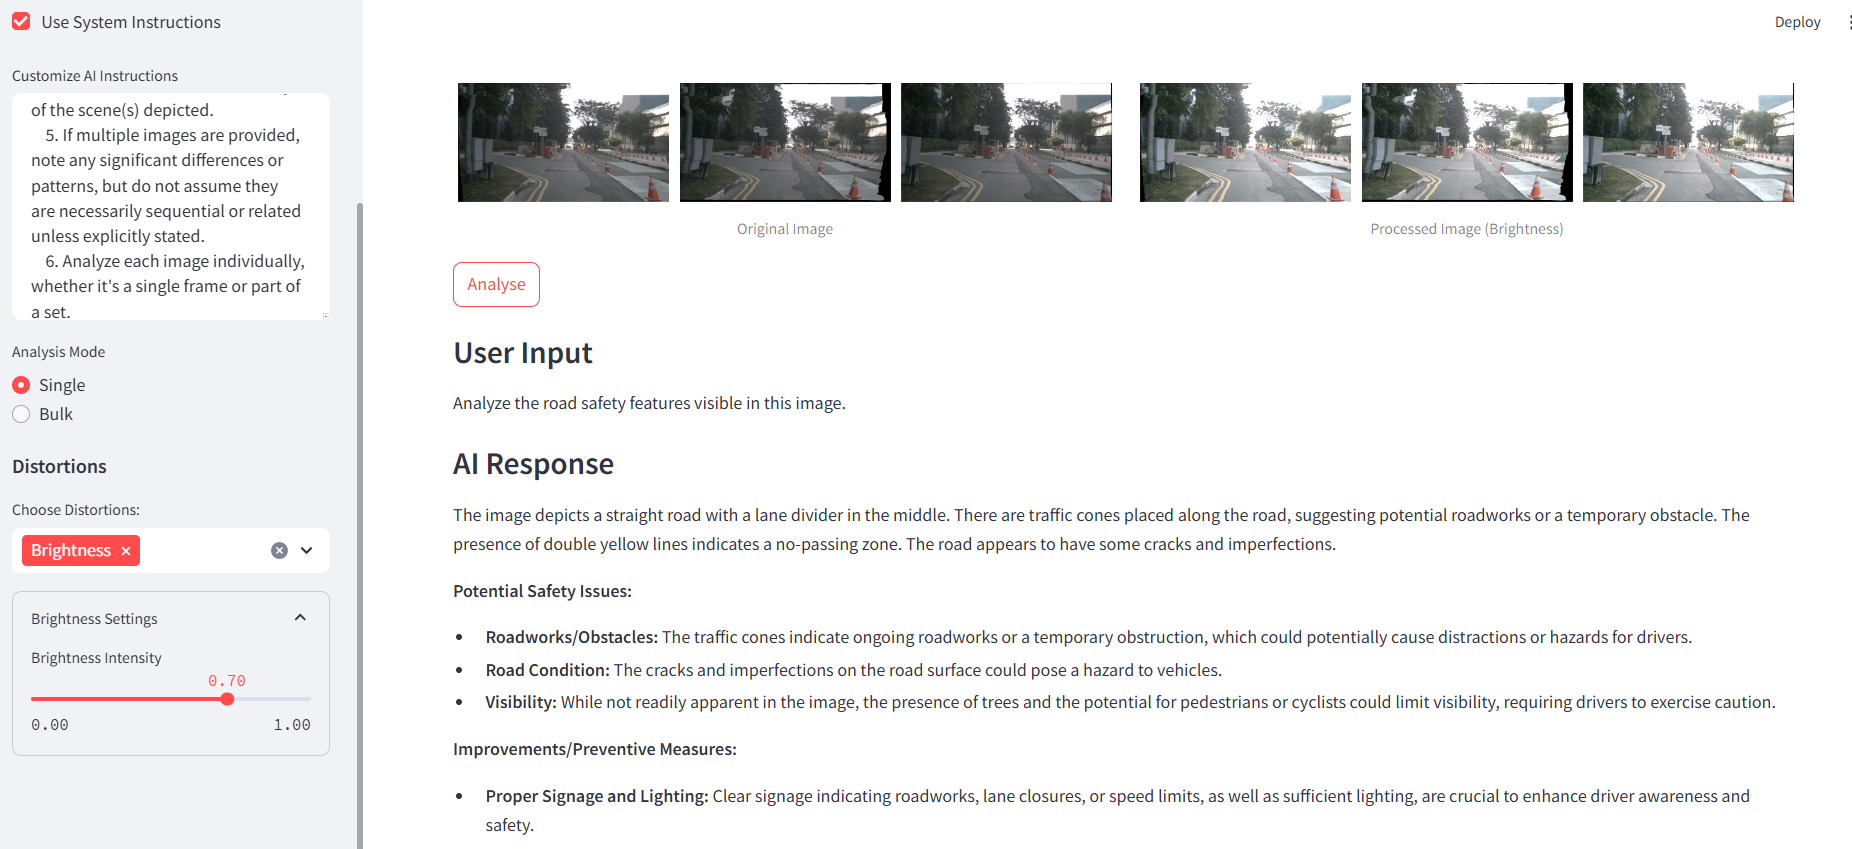 Use System Instructions
Customize AI Instructions
of the scene(s) depicted.
5. If multiple images are provided,
note any significant differences or
patterns, but do not assume they
are necessarily sequential or related
unless explicitly stated.
6. Analyze each image individually,
whether it's a single frame or part of
a set.
Analysis Mode
Single
Bulk
Distortions
Choose Distortions:
Brightness
Brightness Settings
Brightness Intensity
0.70
0.00 1.00
Deploy
Original Image
Processed Image (Brightness)
Analyse
User Input
Analyze the road safety features visible in this image.
AI Response
The image depicts a straight road with a lane divider in the middle. There are traffic cones placed along the road, suggesting potential roadworks or a temporary obstacle. The
presence of double yellow lines indicates a no-passing zone. The road appears to have some cracks and imperfections.
Potential Safety Issues:
• Roadworks/Obstacles: The traffic cones indicate ongoing roadworks or a temporary obstruction, which could potentially cause distractions or hazards for drivers.
• Road Condition: The cracks and imperfections on the road surface could pose a hazard to vehicles.
• Visibility: While not readily apparent in the image, the presence of trees and the potential for pedestrians or cyclists could limit visibility, requiring drivers to exercise caution.
Improvements/Preventive Measures:
• Proper Signage and Lighting: Clear signage indicating roadworks, lane closures, or speed limits, as well as sufficient lighting, are crucial to enhance driver awareness and
safety.